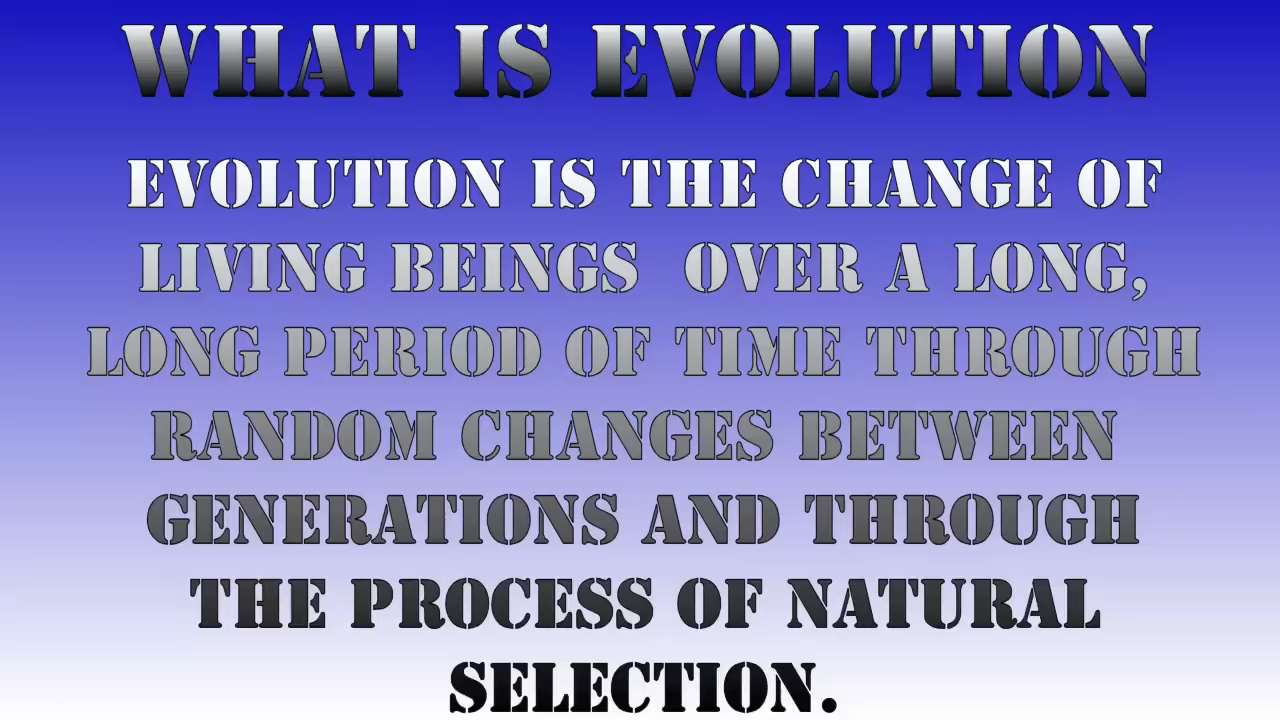 WHAT IS EVOLUTION
EVOLUTION IS THE CHANGE OF
LIVING BEINGS OVER A LONG,
LONG PERIOD OF TIME THROUGH
RANDOM CHANGES BETWEEN
GENERATIONS AND THROUGH
THE PROCESS OF NATURAL
SELECTION.